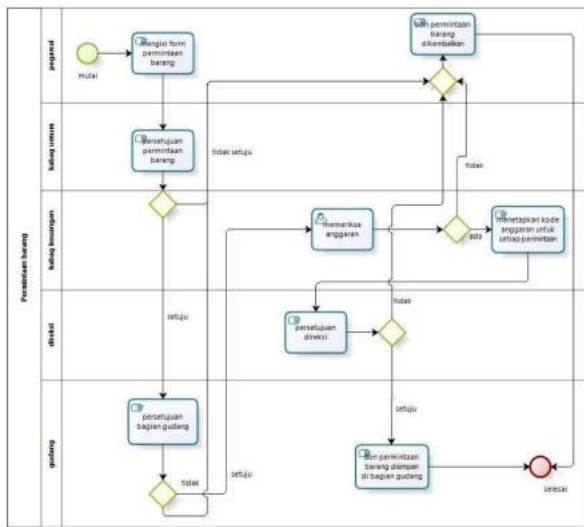 Permintaan barang
pegawai
mulai
mengisi form
permintaan
barang
bon permintaan
barang
dikembalikan
kabag umum
persetujuan
permintaan
barang
tidak setuju
tidak
kabag keuangan
memeriksa
anggaran
ada
menetapkan kode
anggaran untuk
setiap permintaan
direksi
setuju
persetujuan
direksi
tidak
gudang
persetujuan
bagian gudang
tidak
setuju
setuju
bon permintaan
barang disimpan
di bagian gudang
selesai